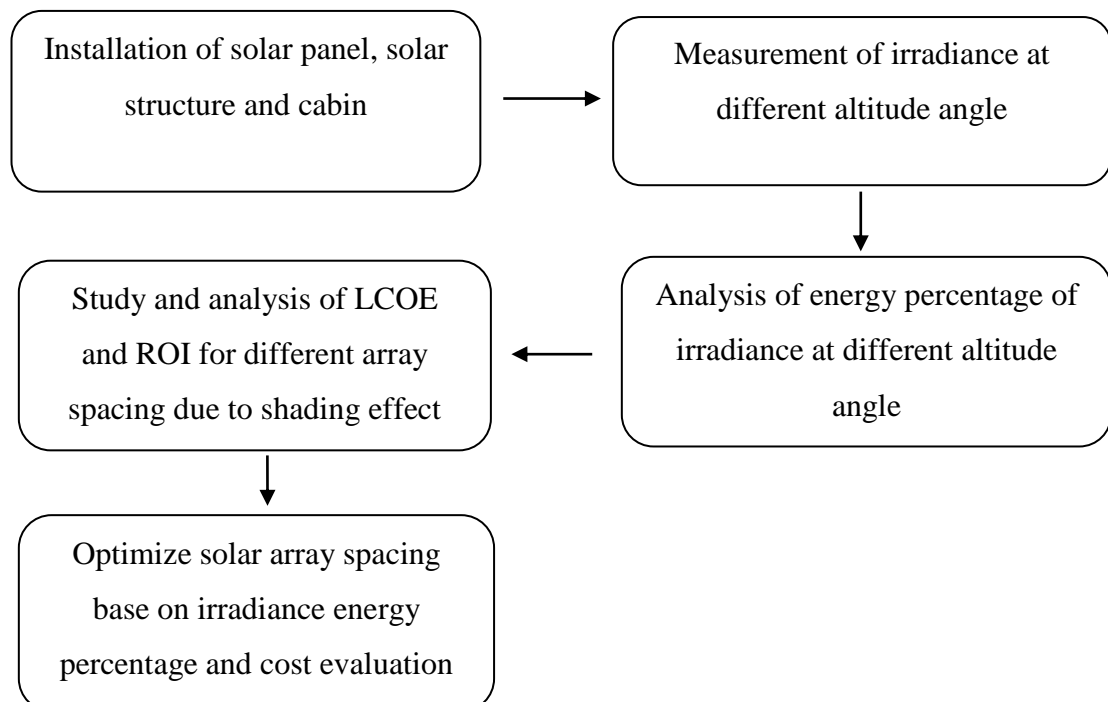 Installation of solar panel, solar
structure and cabin
Measurement of irradiance at
different altitude angle
Analysis of energy percentage of
irradiance at different altitude
angle
Study and analysis of LCOE
and ROI for different array
spacing due to shading effect
Optimize solar array spacing
base on irradiance energy
percentage and cost evaluation